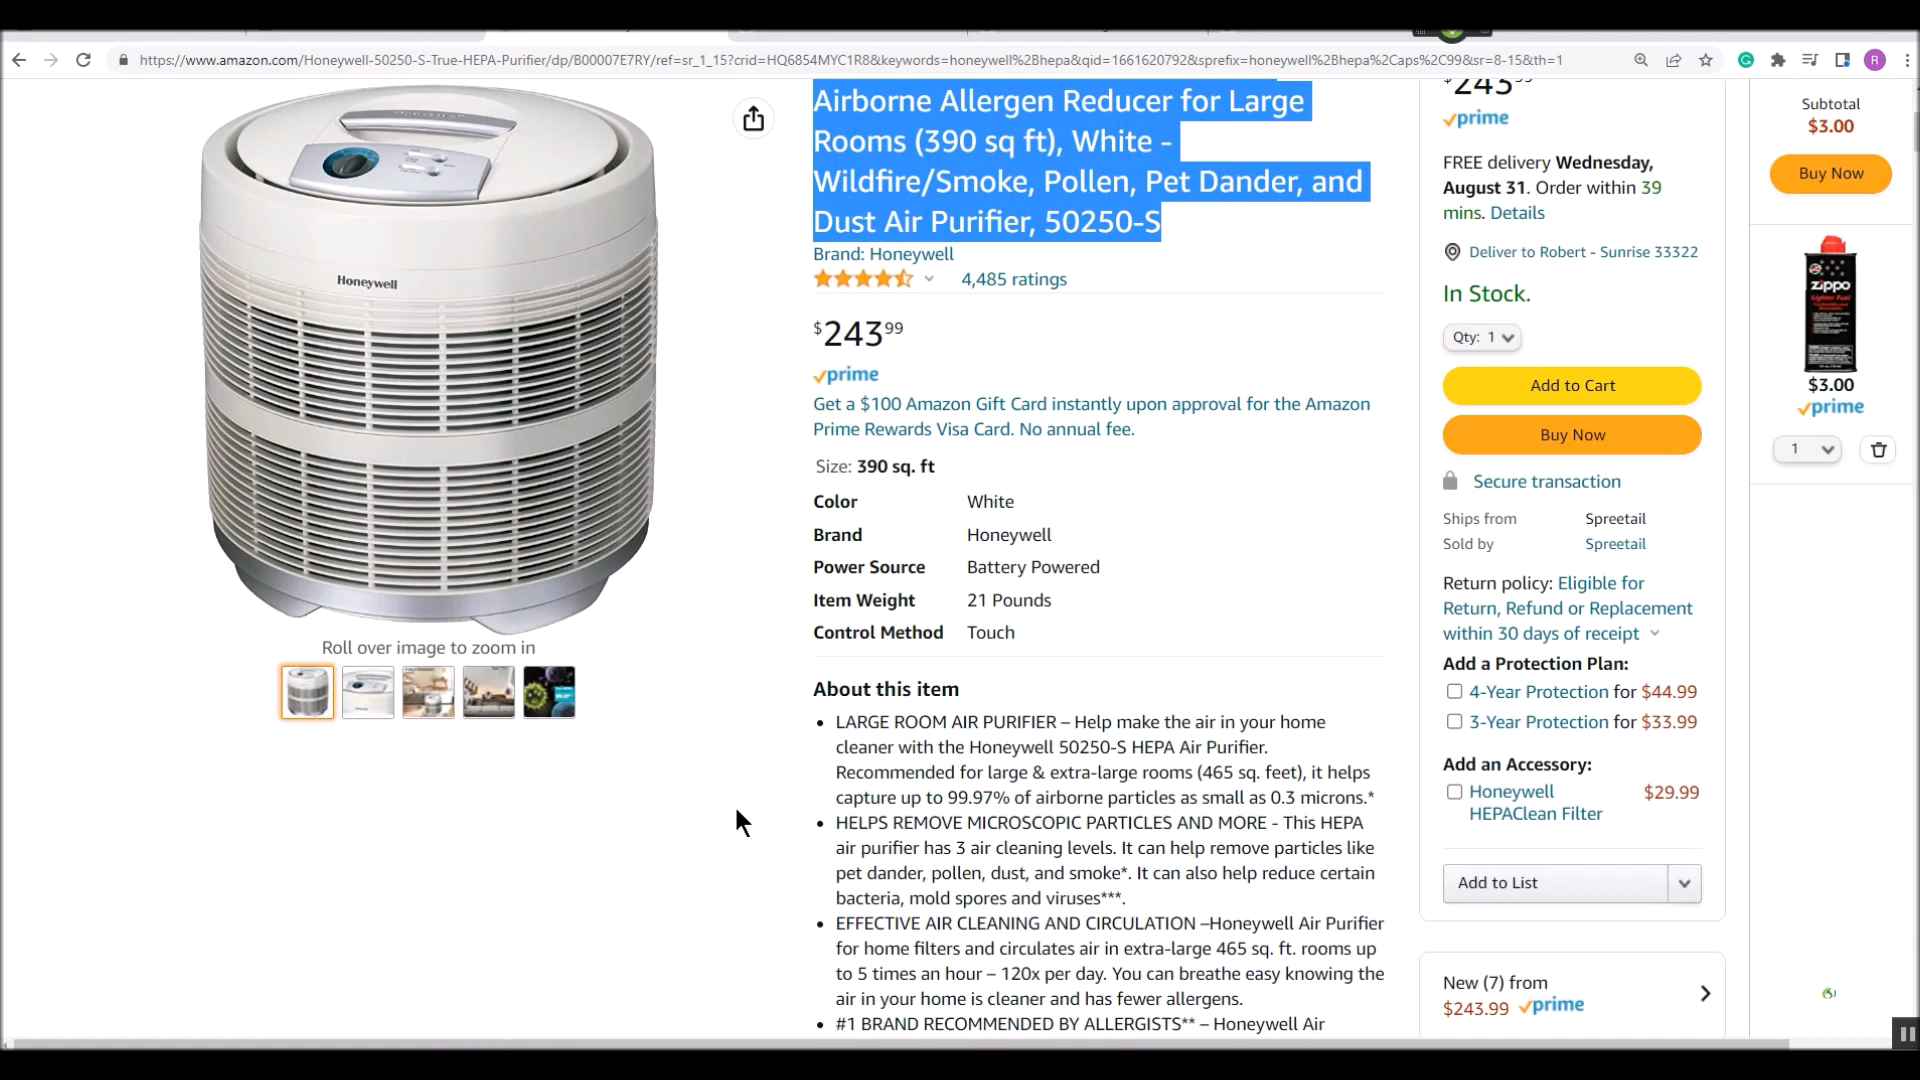 https://www.amazon.com/Honeywell-50250-S-True-HEPA-Purifier/dp/B00007E7RY/ref=sr_1_15?crid=HQ6854MYC1R8&keywords=honeywell%2Bhepa&qid=1661620792&sprefix=honeywell%2Bhepa%2Caps%2C99&sr=8-15&th=1
R
Honeywell
Roll over image to zoom in
Airborne Allergen Reducer for Large
Rooms (390 sq ft), White -
Wildfire/Smoke, Pollen, Pet Dander, and
Dust Air Purifier, 50250-S
Brand: Honeywell
4,485 ratings
$243 99
prime
Get a $100 Amazon Gift Card instantly upon approval for the Amazon
Prime Rewards Visa Card. No annual fee.
Size: 390 sq. ft
Color White
Brand Honeywell
Power Source Battery Powered
Item Weight 21 Pounds
Control Method Touch
About this item
• LARGE ROOM AIR PURIFIER – Help make the air in your home
cleaner with the Honeywell 50250-S HEPA Air Purifier.
Recommended for large & extra-large rooms (465 sq. feet), it helps
capture up to 99.97% of airborne particles as small as 0.3 microns.*
• HELPS REMOVE MICROSCOPIC PARTICLES AND MORE - This HEPA
air purifier has 3 air cleaning levels. It can help remove particles like
pet dander, pollen, dust, and smoke*. It can also help reduce certain
bacteria, mold spores and viruses***.
• EFFECTIVE AIR CLEANING AND CIRCULATION –Honeywell Air Purifier
for home filters and circulates air in extra-large 465 sq. ft. rooms up
to 5 times an hour – 120x per day. You can breathe easy knowing the
air in your home is cleaner and has fewer allergens.
• #1 BRAND RECOMMENDED BY ALLERGISTS** – Honeywell Air
$243 99
prime
FREE delivery Wednesday,
August 31. Order within 39
mins. Details
Deliver to Robert - Sunrise 33322
In Stock.
Qty: 1
Add to Cart
Buy Now
Secure transaction
Ships from Spreetail
Sold by Spreetail
Return policy: Eligible for
Return, Refund or Replacement
within 30 days of receipt
Add a Protection Plan:
4-Year Protection for $44.99
3-Year Protection for $33.99
Add an Accessory:
Honeywell $29.99
HEPAClean Filter
Add to List
New (7) from
$243.99 prime
Subtotal
$3.00
Buy Now
zippo
$3.00
prime
1